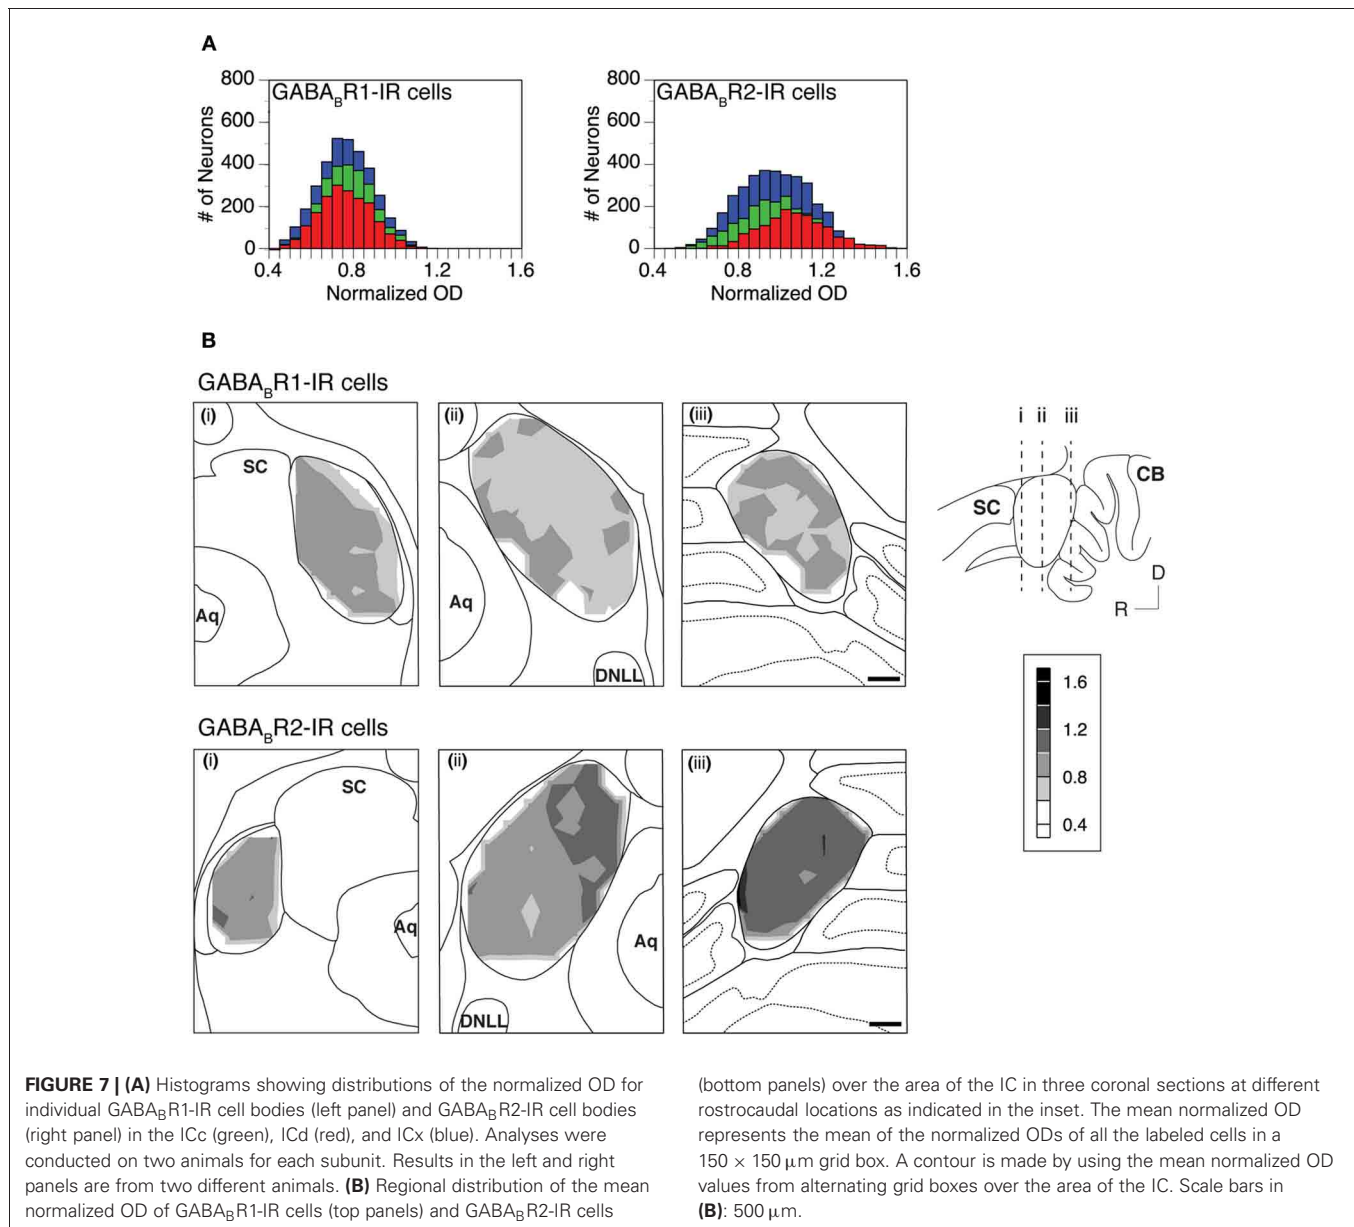 A
800
600
400
200
0
# of Neurons
GABABR1-IR cells
0.4 0.8 1.2 1.6
Normalized OD
800
600
400
200
0
# of Neurons
GABABR2-IR cells
0.4 0.8 1.2 1.6
Normalized OD
B
GABABR1-IR cells
(i)
SC
Aq
(ii)
Aq
DNLL
(iii)
i ii iii
SC
CB
D
R
1.6
1.2
0.8
0.4
GABABR2-IR cells
(i)
SC
Aq
(ii)
Aq
DNLL
(iii)
FIGURE 7 | (A) Histograms showing distributions of the normalized OD for
individual GABABR1-IR cell bodies (left panel) and GABABR2-IR cell bodies
(right panel) in the ICc (green), ICd (red), and ICx (blue). Analyses were
conducted on two animals for each subunit. Results in the left and right
panels are from two different animals. (B) Regional distribution of the mean
normalized OD of GABABR1-IR cells (top panels) and GABABR2-IR cells
(bottom panels) over the area of the IC in three coronal sections at different
rostrocaudal locations as indicated in the inset. The mean normalized OD
represents the mean of the normalized ODs of all the labeled cells in a
150 × 150 μm grid box. A contour is made by using the mean normalized OD
values from alternating grid boxes over the area of the IC. Scale bars in
(B): 500 μm.